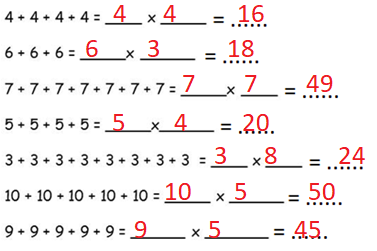 4 + 4 + 4 + 4 = 4 × 4 = 16
6 + 6 + 6 = 6 × 3 = 18
7 + 7 + 7 + 7 + 7 + 7 + 7 = 7 × 7 = 49
5 + 5 + 5 + 5 = 5 × 4 = 20
3 + 3 + 3 + 3 + 3 + 3 + 3 + 3 = 3 × 8 = 24
10 + 10 + 10 + 10 + 10 = 10 × 5 = 50
9 + 9 + 9 + 9 + 9 = 9 × 5 = 45